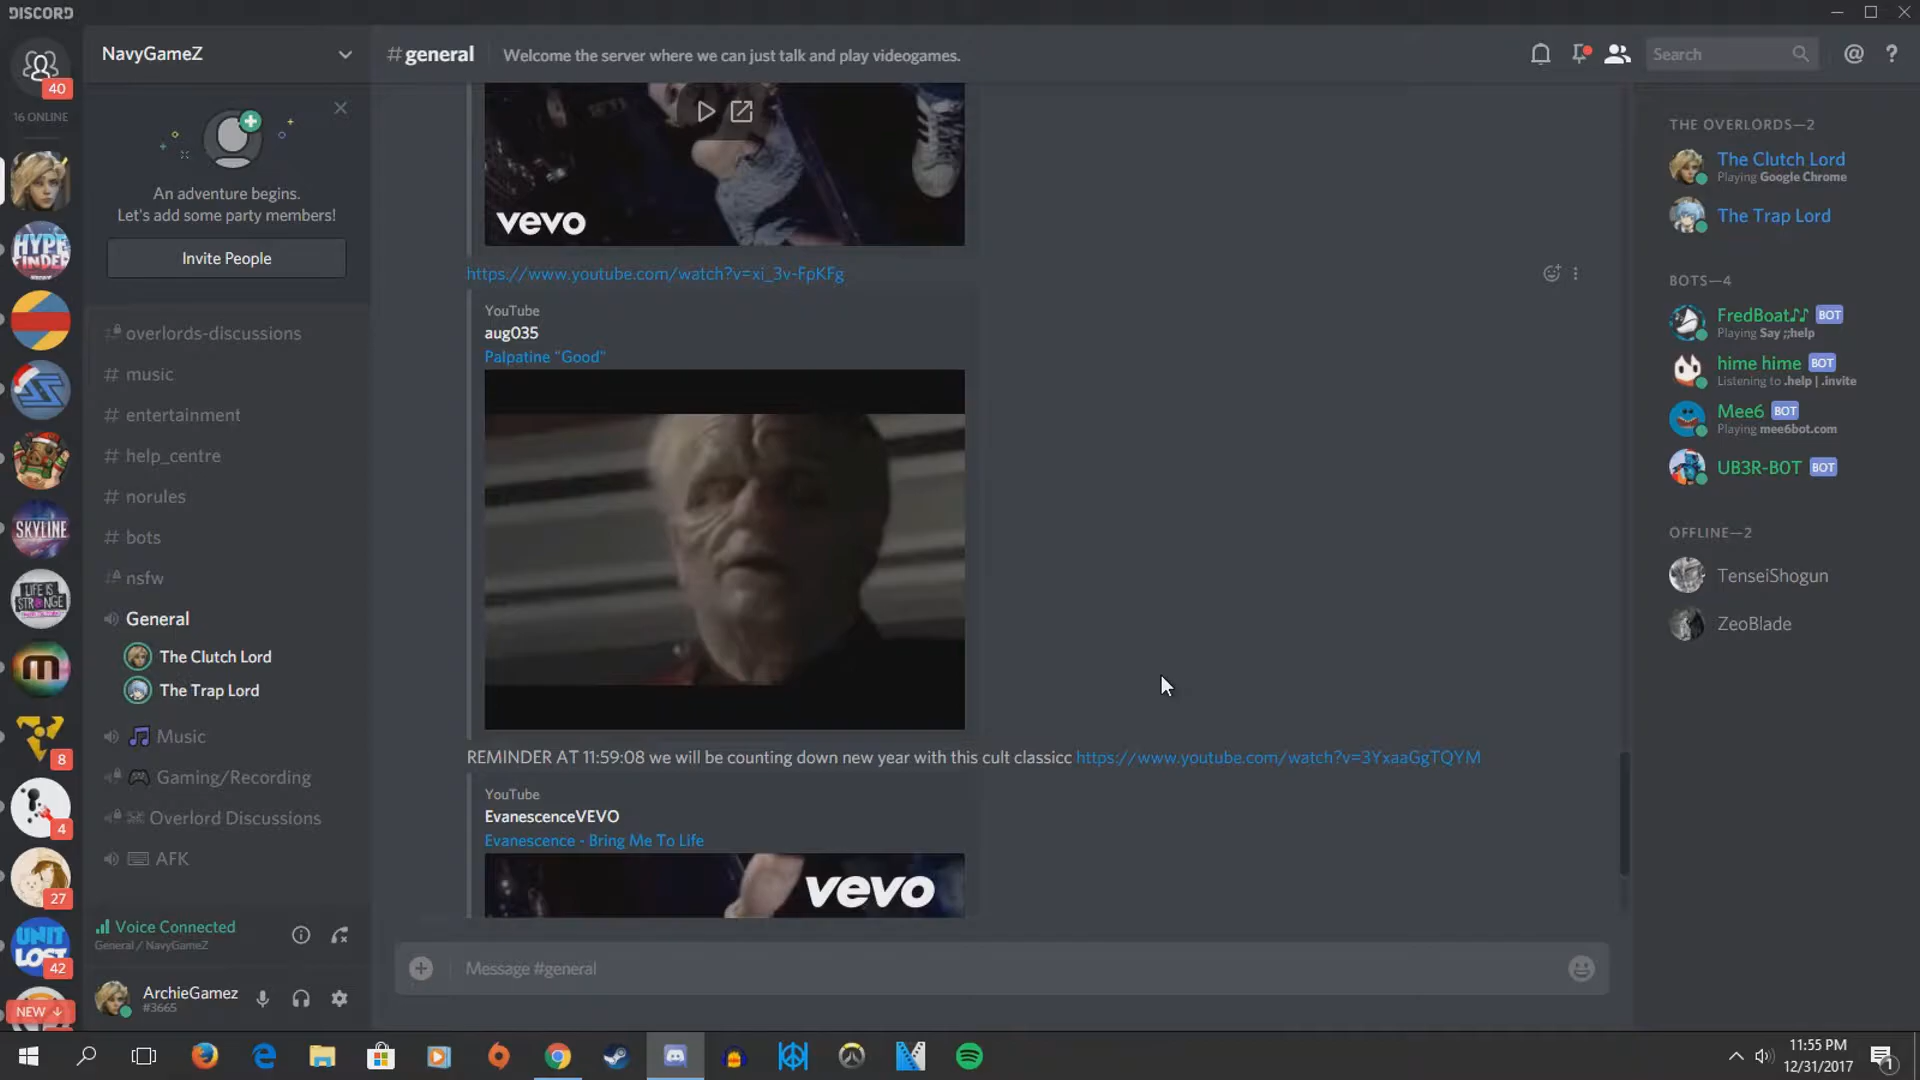 DISCORD
40
16 ONLINE
HYPE
FINDER
SKYLINE
LIFE IS
STRANGE
8
4
27
UNIT
LOST
42
NEW
NavyGameZ
An adventure begins.
Let's add some party members!
Invite People
overlords-discussions
# music
# entertainment
# help_centre
# norules
# bots
nsfw
General
The Clutch Lord
The Trap Lord
Music
Gaming/Recording
Overlord Discussions
AFK
Voice Connected
General / NavyGameZ
ArchieGamez
#3665
#general
Welcome the server where we can just talk and play videogames.
Search
vevo
https://www.youtube.com/watch?v=xi_3v-FpKFg
YouTube
aug035
Palpatine "Good"
REMINDER AT 11:59:08 we will be counting down new year with this cult classicc https://www.youtube.com/watch?v=3YxaaGgTQYM
YouTube
EvanescenceVEVO
Evanescence - Bring Me To Life
vevo
Message #general
THE OVERLORDS—2
The Clutch Lord
Playing Google Chrome
The Trap Lord
BOTS—4
FredBoat♪♪ BOT
Playing Say ;;help
hime hime BOT
Listening to .help | .invite
Mee6 BOT
Playing mee6bot.com
UB3R-B0T BOT
OFFLINE—2
TenseiShogun
ZeoBlade
11:55 PM
12/31/2017
1